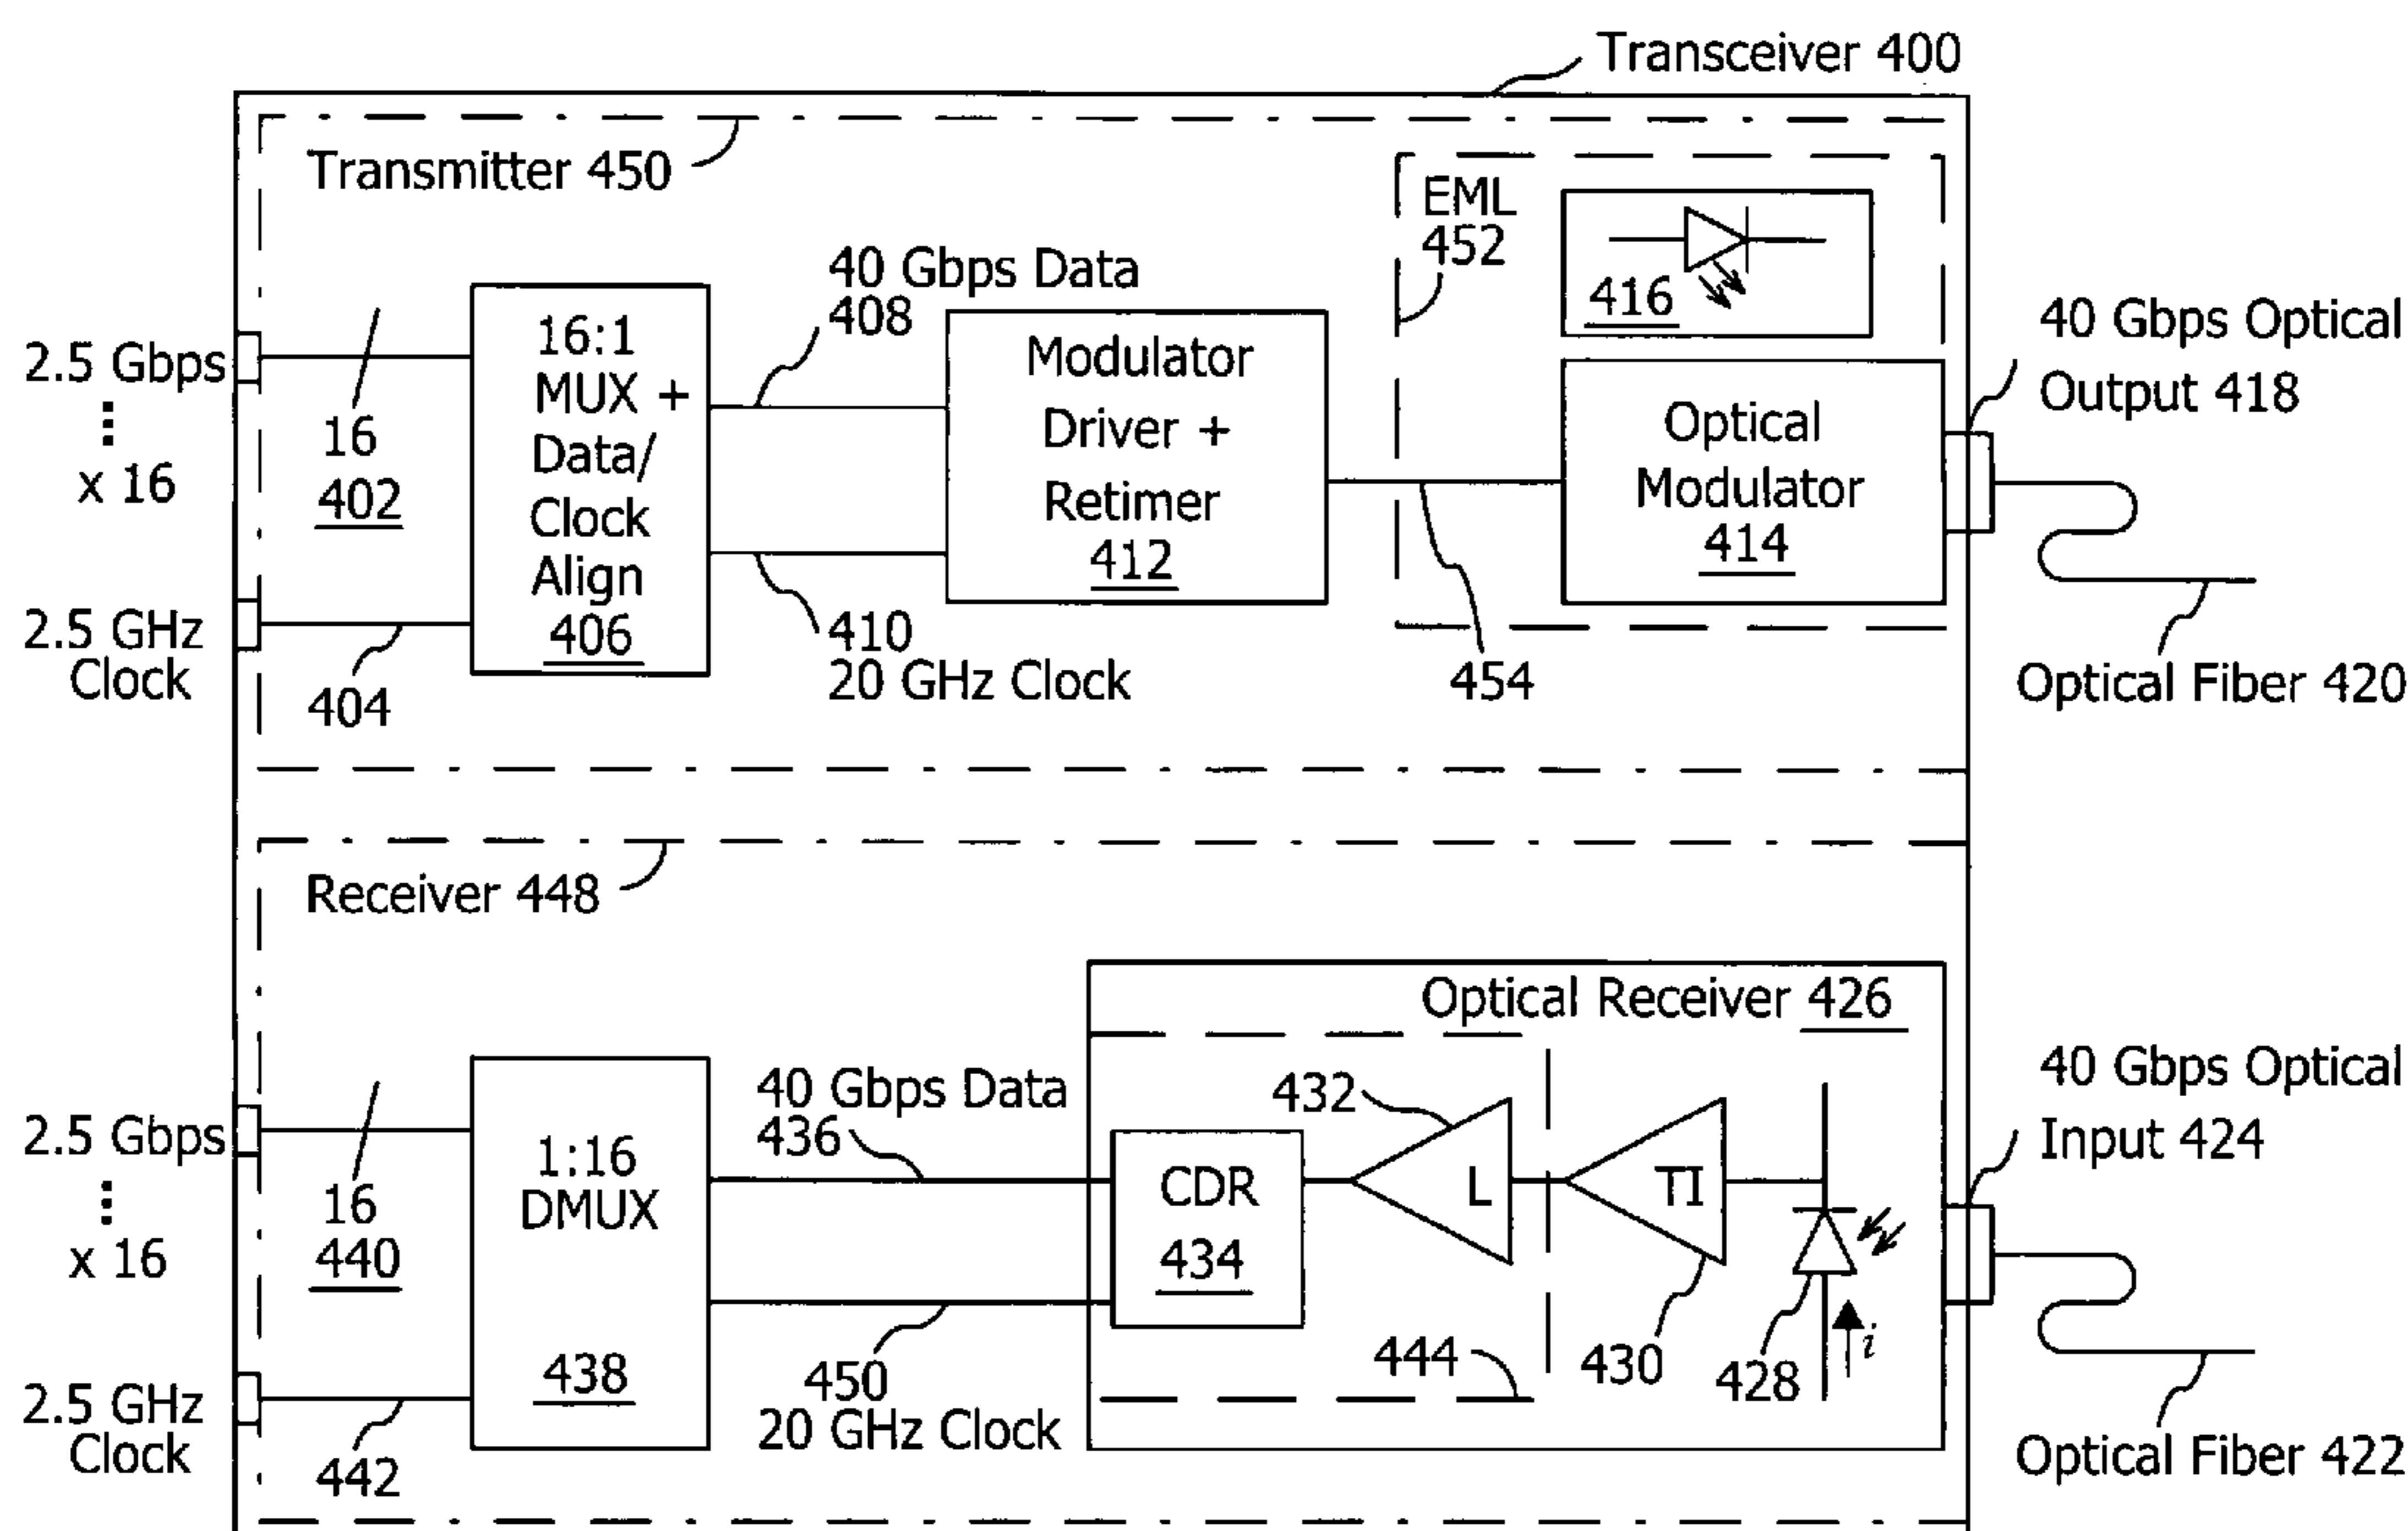 Transceiver 400
Transmitter 450
EML
452
416
40 Gbps Data
408
2.5 Gbps
⋮
x 16
16
402
16:1
MUX +
Data/
Clock
Align
406
Modulator
Driver +
Retimer
412
Optical
Modulator
414
40 Gbps Optical
Output 418
2.5 GHz
Clock
404
410
20 GHz Clock
454
Optical Fiber 420
Receiver 448
Optical Receiver 426
2.5 Gbps
⋮
x 16
16
440
1:16
DMUX
438
40 Gbps Data
436
432
CDR
434
L
TI
40 Gbps Optical
Input 424
2.5 GHz
Clock
442
450
20 GHz Clock
444
430
428
i
Optical Fiber 422